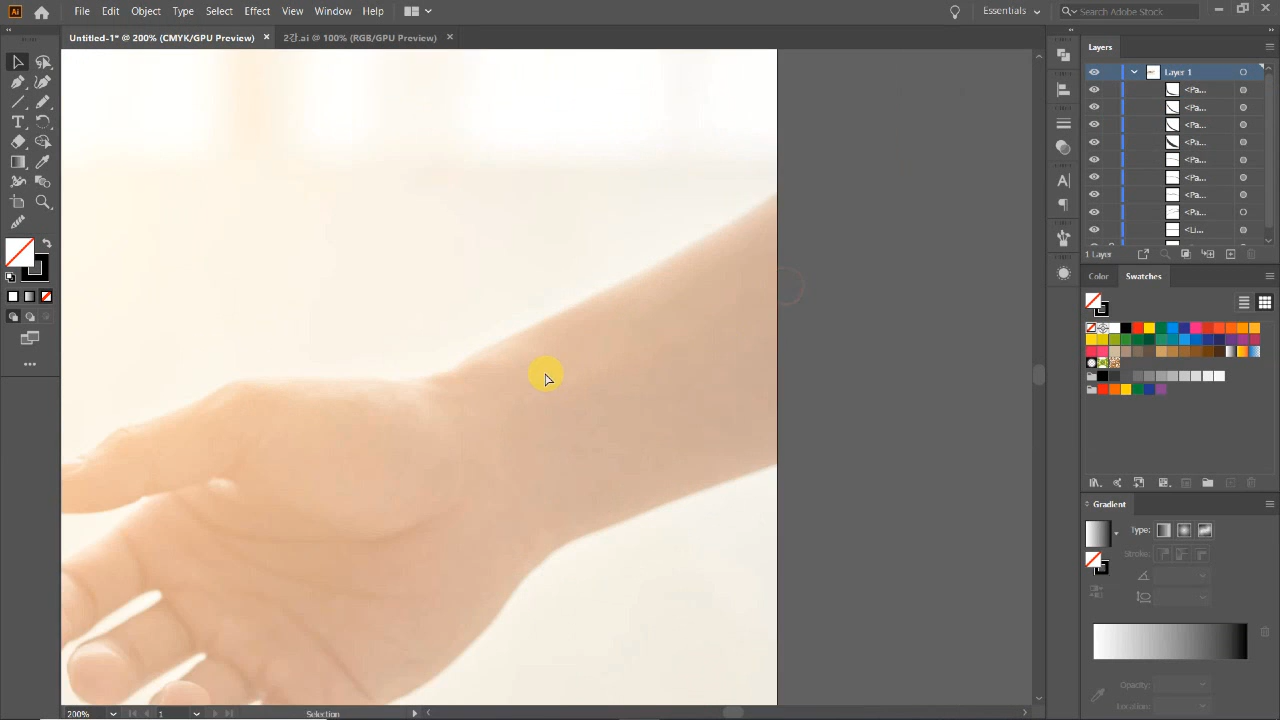 Ai File Edit Object Type Select Effect View Window Help Essentials Search Adobe Stock
Untitled-1* @ 200% (CMYK/GPU Preview) × 2강.ai @ 100% (RGB/GPU Preview) ×
Layers
Layer 1
<Pa...
<Pa...
<Pa...
<Pa...
<Pa...
<Pa...
<Pa...
<Pa...
<Li...
1 Layer
Color Swatches
Gradient
Type:
Stroke:
Opacity:
Location:
200% 1 Selection